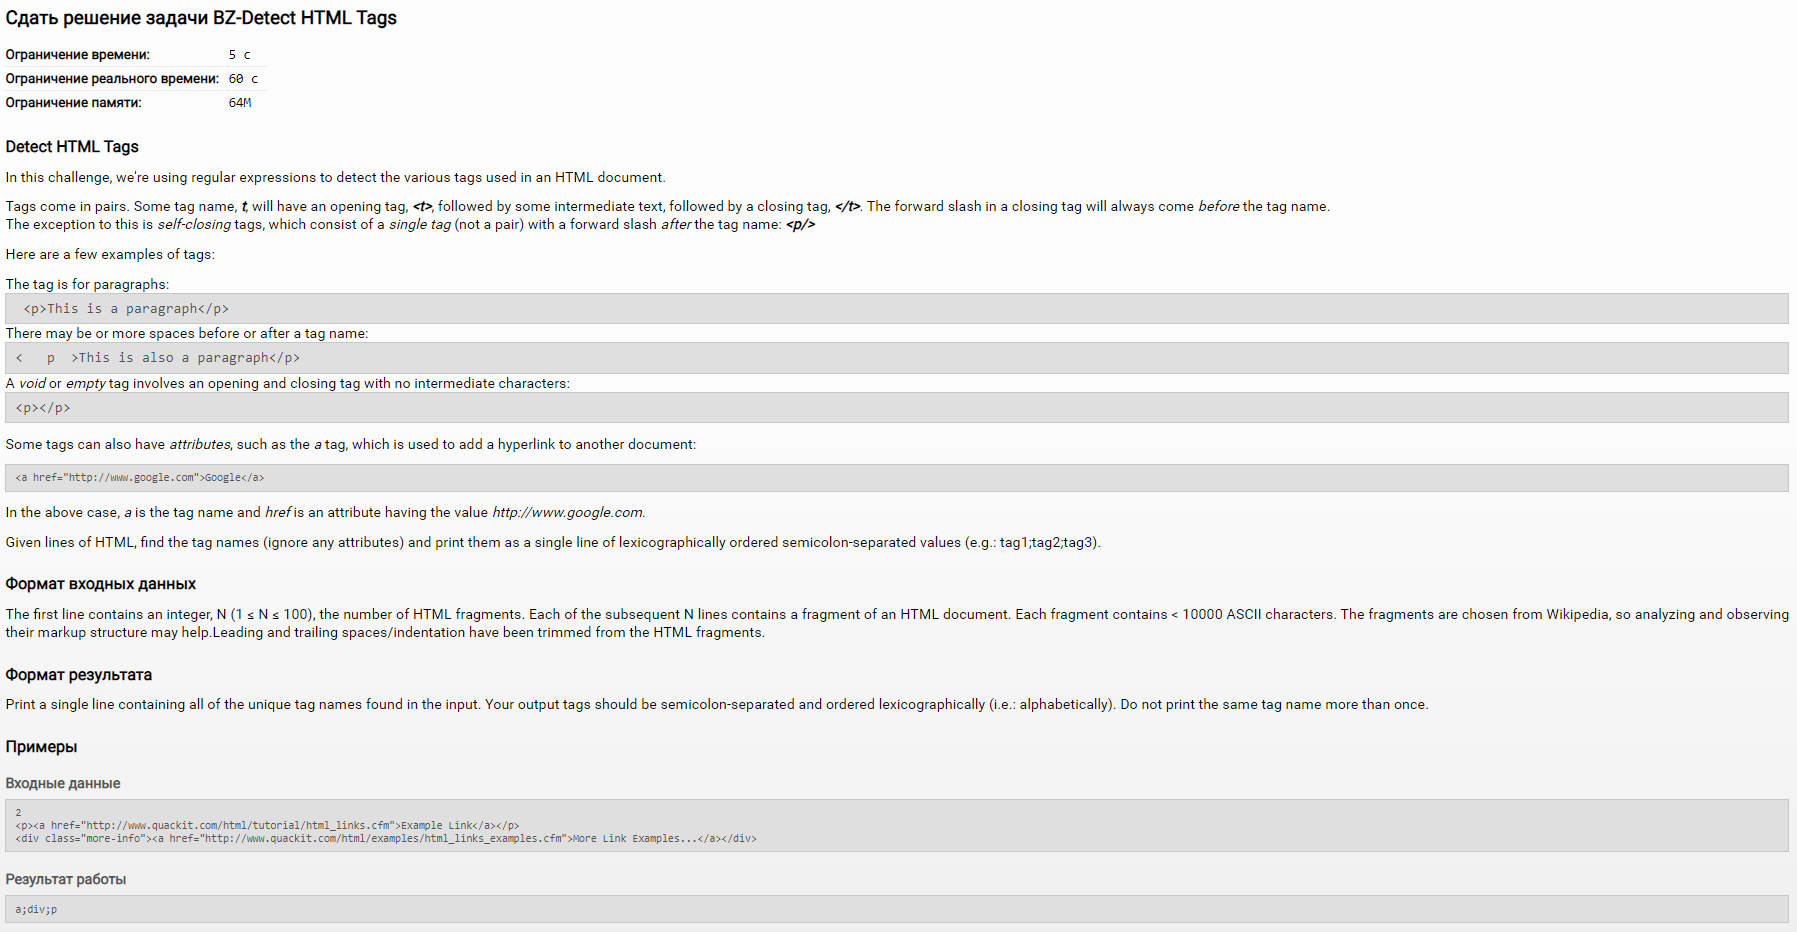 Сдать решение задачи BZ-Detect HTML Tags
Ограничение времени: 5 с
Ограничение реального времени: 60 с
Ограничение памяти: 64M
Detect HTML Tags
In this challenge, we're using regular expressions to detect the various tags used in an HTML document.
Tags come in pairs. Some tag name, t, will have an opening tag, <t>, followed by some intermediate text, followed by a closing tag, </t>. The forward slash in a closing tag will always come before the tag name.
The exception to this is self-closing tags, which consist of a single tag (not a pair) with a forward slash after the tag name: <p/>
Here are a few examples of tags:
The tag is for paragraphs:
<p>This is a paragraph</p>
There may be or more spaces before or after a tag name:
<   p  >This is also a paragraph</p>
A void or empty tag involves an opening and closing tag with no intermediate characters:
<p></p>
Some tags can also have attributes, such as the a tag, which is used to add a hyperlink to another document:
<a href="http://www.google.com">Google</a>
In the above case, a is the tag name and href is an attribute having the value http://www.google.com.
Given lines of HTML, find the tag names (ignore any attributes) and print them as a single line of lexicographically ordered semicolon-separated values (e.g.: tag1;tag2;tag3).
Формат входных данных
The first line contains an integer, N (1 ≤ N ≤ 100), the number of HTML fragments. Each of the subsequent N lines contains a fragment of an HTML document. Each fragment contains < 10000 ASCII characters. The fragments are chosen from Wikipedia, so analyzing and observing
their markup structure may help.Leading and trailing spaces/indentation have been trimmed from the HTML fragments.
Формат результата
Print a single line containing all of the unique tag names found in the input. Your output tags should be semicolon-separated and ordered lexicographically (i.e.: alphabetically). Do not print the same tag name more than once.
Примеры
Входные данные
2
<p><a href="http://www.quackit.com/html/tutorial/html_links.cfm">Example Link</a></p>
<div class="more-info"><a href="http://www.quackit.com/html/examples/html_links_examples.cfm">More Link Examples...</a></div>
Результат работы
a;div;p